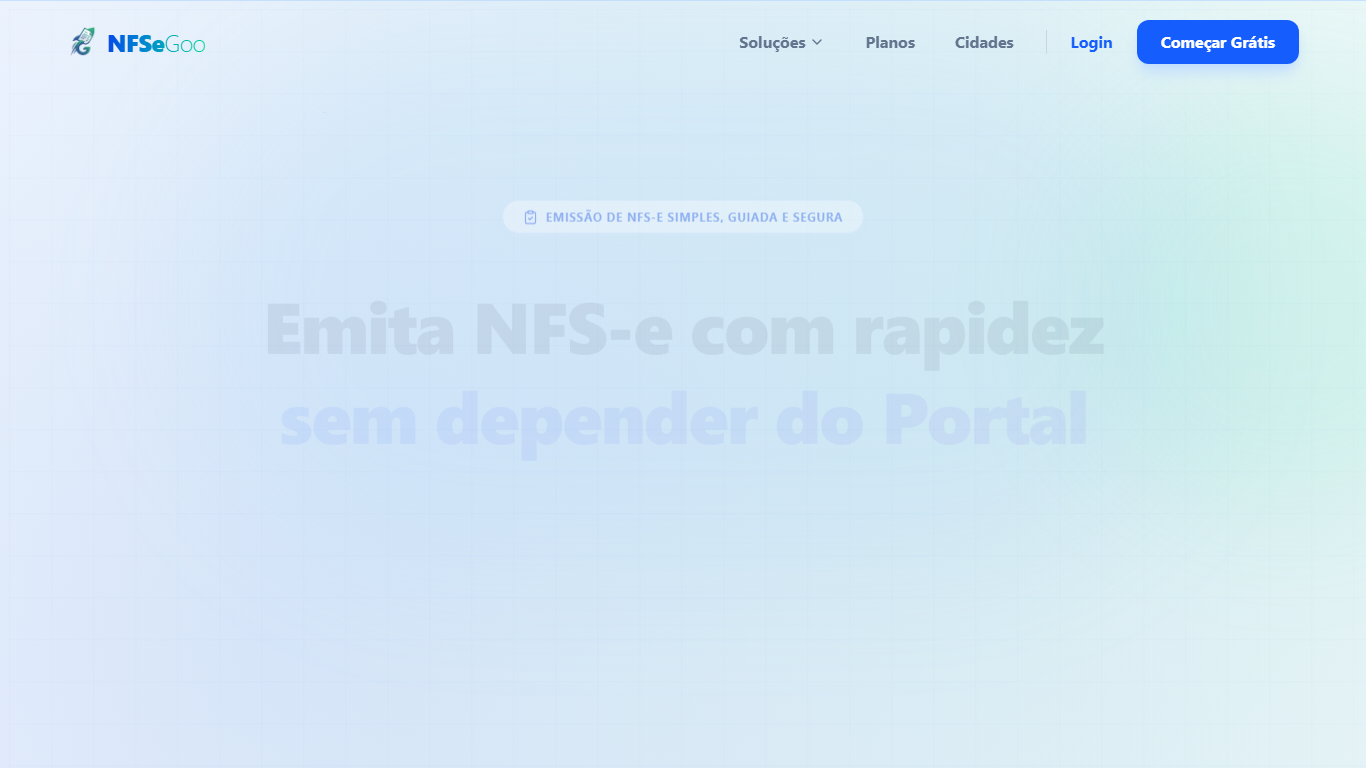 NFSeGoo
Soluções
Planos
Cidades
Login
Começar Grátis
EMISSÃO DE NFS-E SIMPLES, GUIADA E SEGURA
Emita NFS-e com rapidez
sem depender do Portal